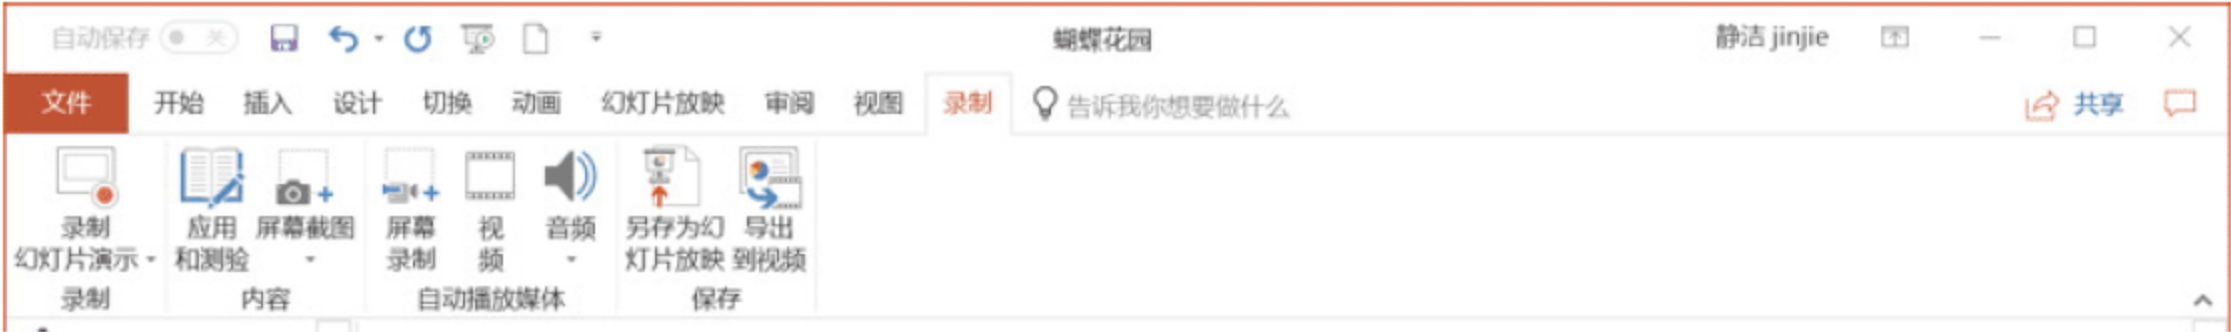 自动保存 关 蝴蝶花园 静洁 jinjie
文件 开始 插入 设计 切换 动画 幻灯片放映 审阅 视图 录制 告诉我你想要做什么 共享
录制 应用 屏幕截图 屏幕 视 音频 另存为幻 导出
幻灯片演示 和测验 录制 频 灯片放映 到视频
录制 内容 自动播放媒体 保存